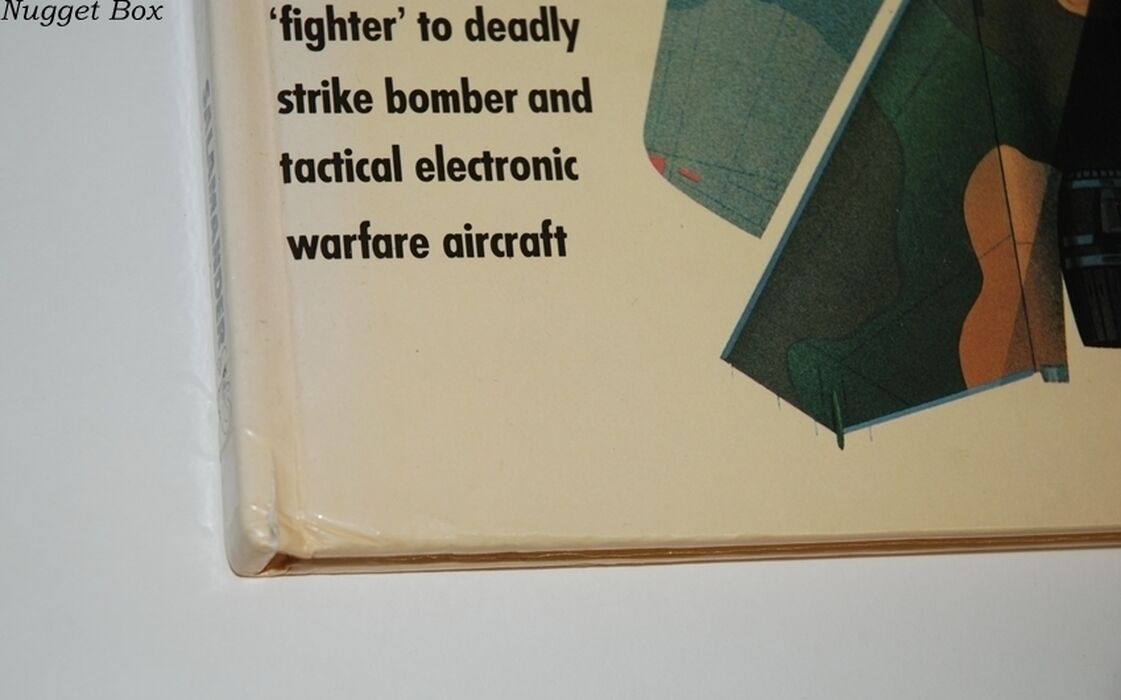 Nugget Box
‘fighter’ to deadly
strike bomber and
tactical electronic
warfare aircraft